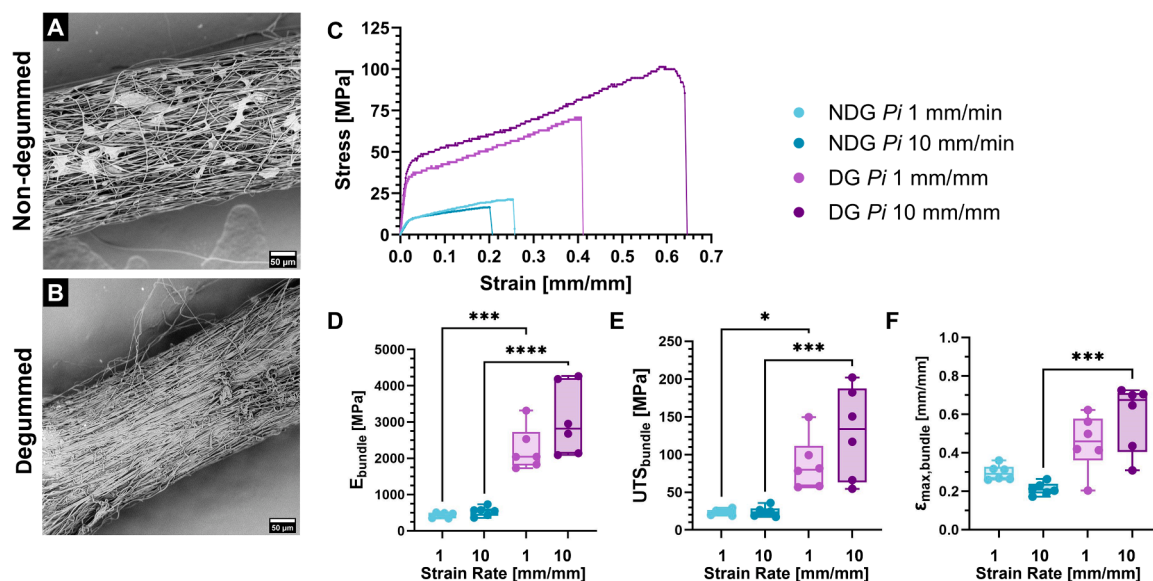 A
Non-degummed
50 µm
B
Degummed
50 µm
C
Stress [MPa]
125
100
75
50
25
0
0.0 0.1 0.2 0.3 0.4 0.5 0.6 0.7
Strain [mm/mm]
NDG Pi 1 mm/min
NDG Pi 10 mm/min
DG Pi 1 mm/mm
DG Pi 10 mm/mm
D
***
****
E_bundle [MPa]
5000
4000
3000
2000
1000
0
1 10 1 10
Strain Rate [mm/mm]
E
*
***
UTS_bundle [MPa]
250
200
150
100
50
0
1 10 1 10
Strain Rate [mm/mm]
F
***
ε_max,bundle [mm/mm]
1.0
0.8
0.6
0.4
0.2
0.0
1 10 1 10
Strain Rate [mm/mm]